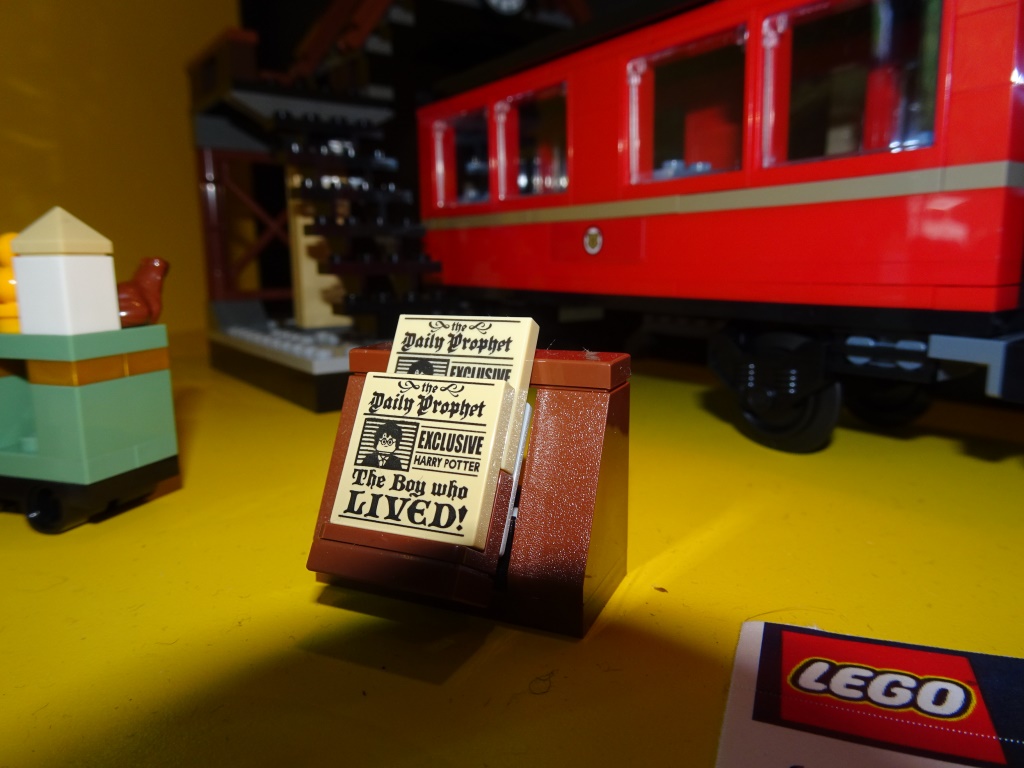 the
Daily Prophet
EXCLUSIVE
the
Daily Prophet
EXCLUSIVE
HARRY POTTER
The Boy who
LIVED!
LEGO